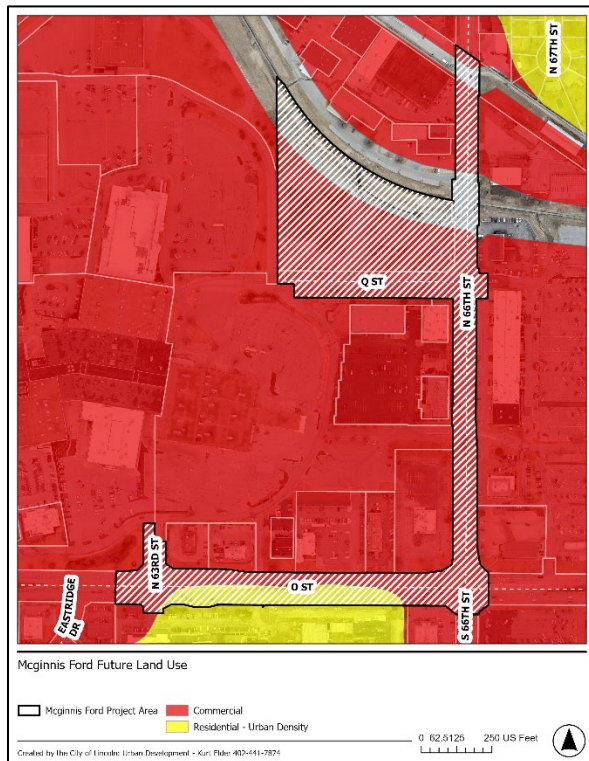 N 67TH ST
Q ST
N 66TH ST
N 63RD ST
O ST
EASTRIDGE
DR
S 66TH ST
Mcginnis Ford Future Land Use
Mcginnis Ford Project Area
Commercial
Residential - Urban Density
0 62.5125 250 US Feet
Created by the City of Lincoln: Urban Development - Kurt Elder 402-441-7874